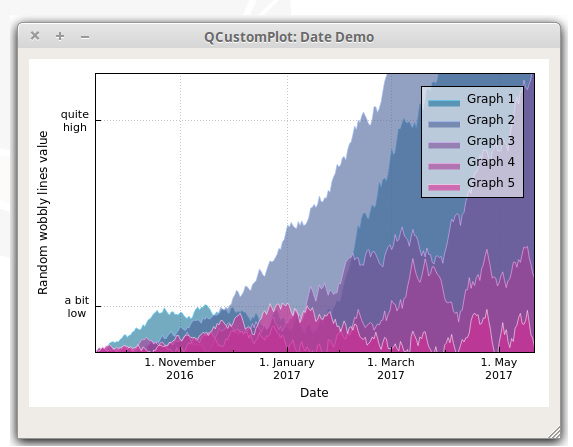 QCustomPlot: Date Demo
quite
high
Graph 1
Graph 2
Graph 3
Graph 4
Graph 5
Random wobbly lines value
a bit
low
1. November
2016
1. January
2017
1. March
2017
1. May
2017
Date